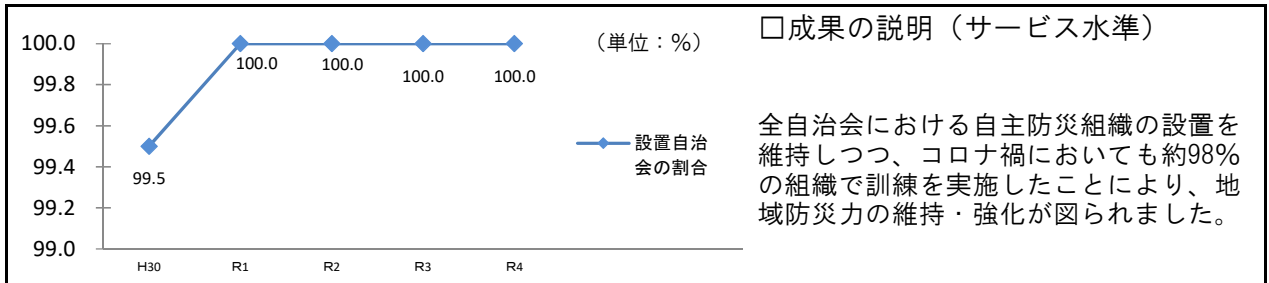 100.0
99.8
99.6
99.4
99.2
99.0
99.5
100.0
100.0
100.0
100.0
H30
R1
R2
R3
R4
（単位：％）
設置自治
会の割合
□成果の説明（サービス水準）
全自治会における自主防災組織の設置を
維持しつつ、コロナ禍においても約98%
の組織で訓練を実施したことにより、地
域防災力の維持・強化が図られました。